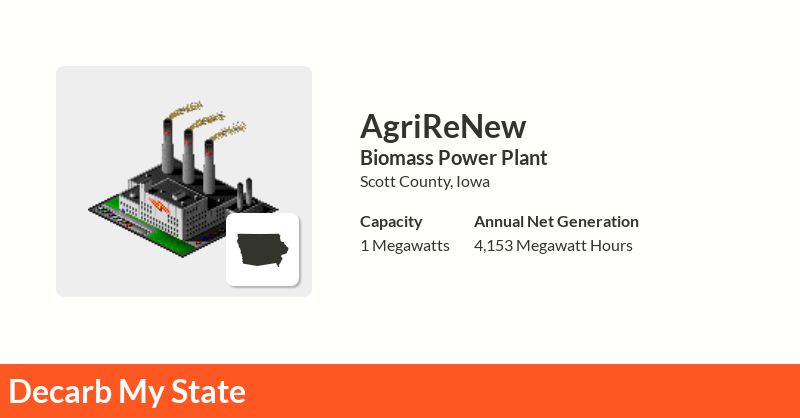 AgriReNew
Biomass Power Plant
Scott County, Iowa
Capacity
Annual Net Generation
1 Megawatts
4,153 Megawatt Hours
Decarb My State